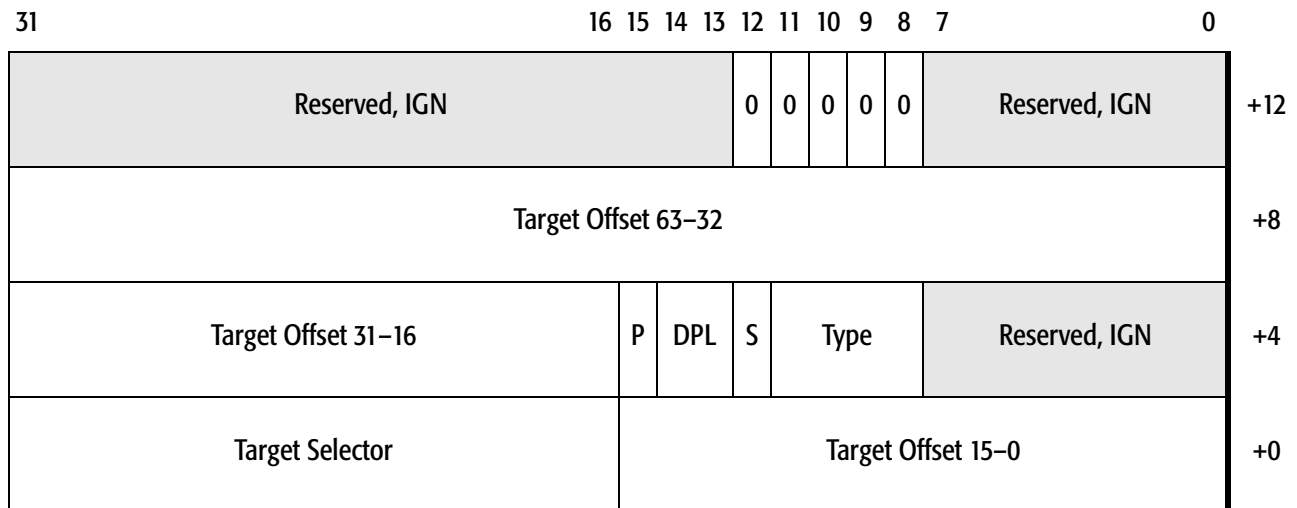 31 16 15 14 13 12 11 10 9 8 7 0
Reserved, IGN 0 0 0 0 0 Reserved, IGN +12
Target Offset 63–32 +8
Target Offset 31–16 P DPL S Type Reserved, IGN +4
Target Selector Target Offset 15–0 +0